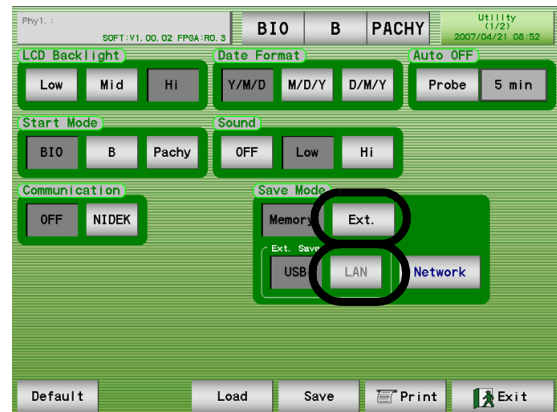 Phy1. :
SOFT:V1.00.02 FPGA:R0.3
BIO B PACHY
Utility
(1/2)
2007/04/21 08:52
LCD Backlight Date Format Auto OFF
Low Mid Hi Y/M/D M/D/Y D/M/Y Probe 5 min
Start Mode Sound
BIO B Pachy OFF Low Hi
Communication Save Mode
OFF NIDEK Memory Ext.
Ext. Save
USB LAN Network
Default Load Save Print Exit